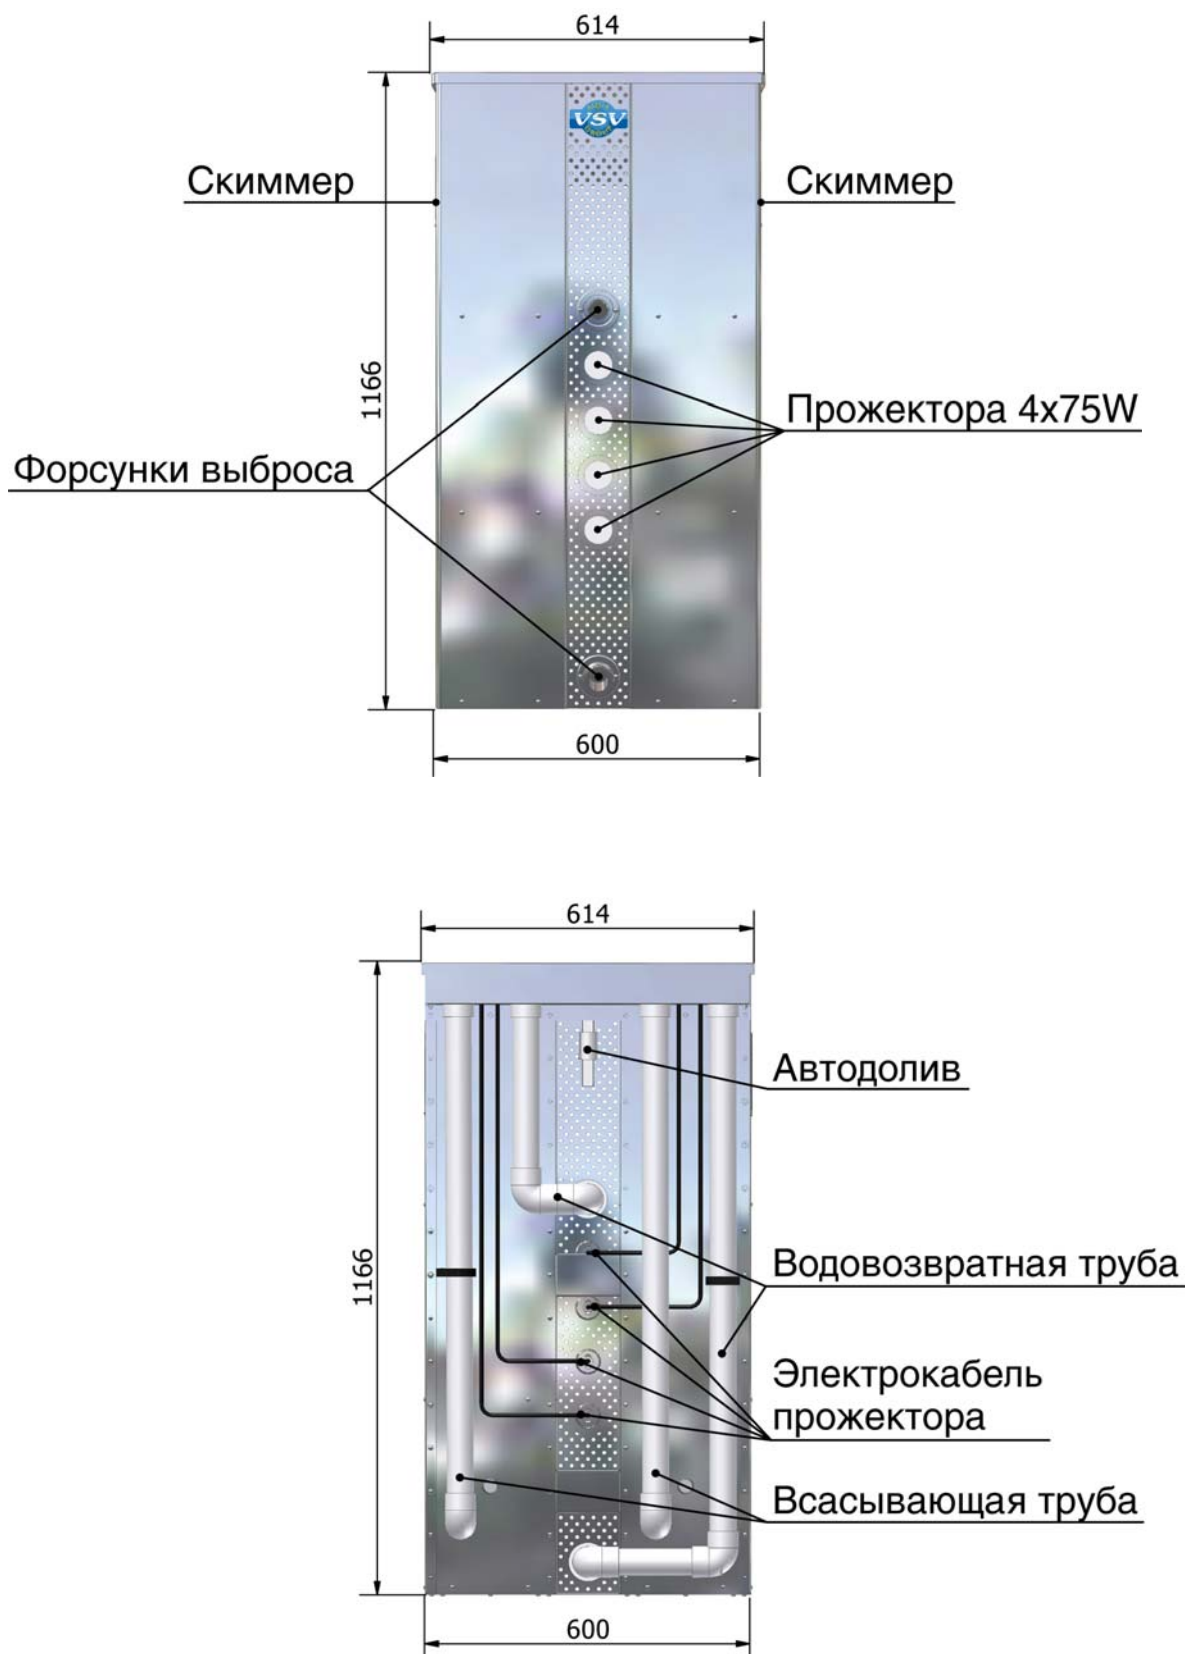 614
VSV
Скиммер
Скиммер
1166
Прожектора 4x75W
Форсунки выброса
600
614
Автодолив
1166
Водовозвратная труба
Электрокабель
прожектора
Всасывающая труба
600